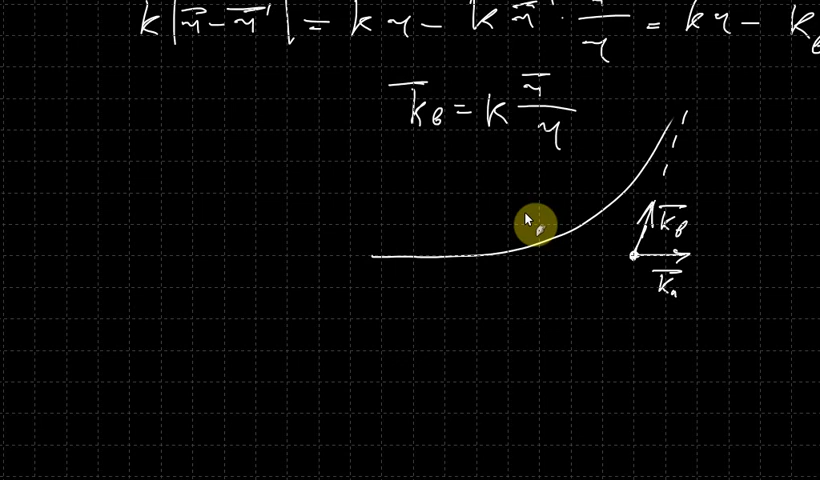 k|r⃗ - r⃗'| = kr - k r⃗' · r⃗/r = kr - k
k⃗в = k r⃗/r
k⃗в
k⃗a